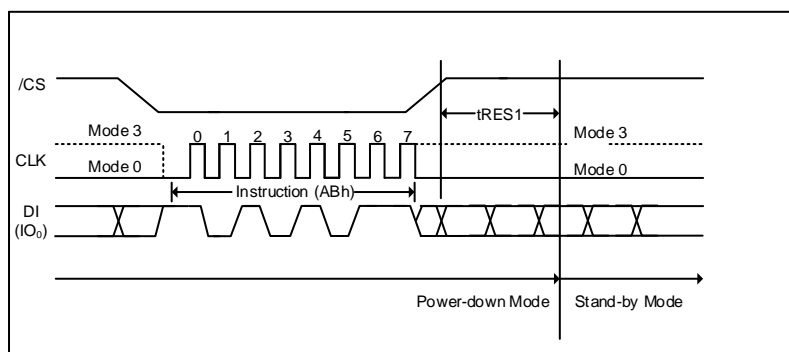 /CS
tRES1
Mode 3
0 1 2 3 4 5 6 7
Mode 3
CLK
Mode 0
Mode 0
Instruction (ABh)
DI
(IO₀)
Power-down Mode
Stand-by Mode